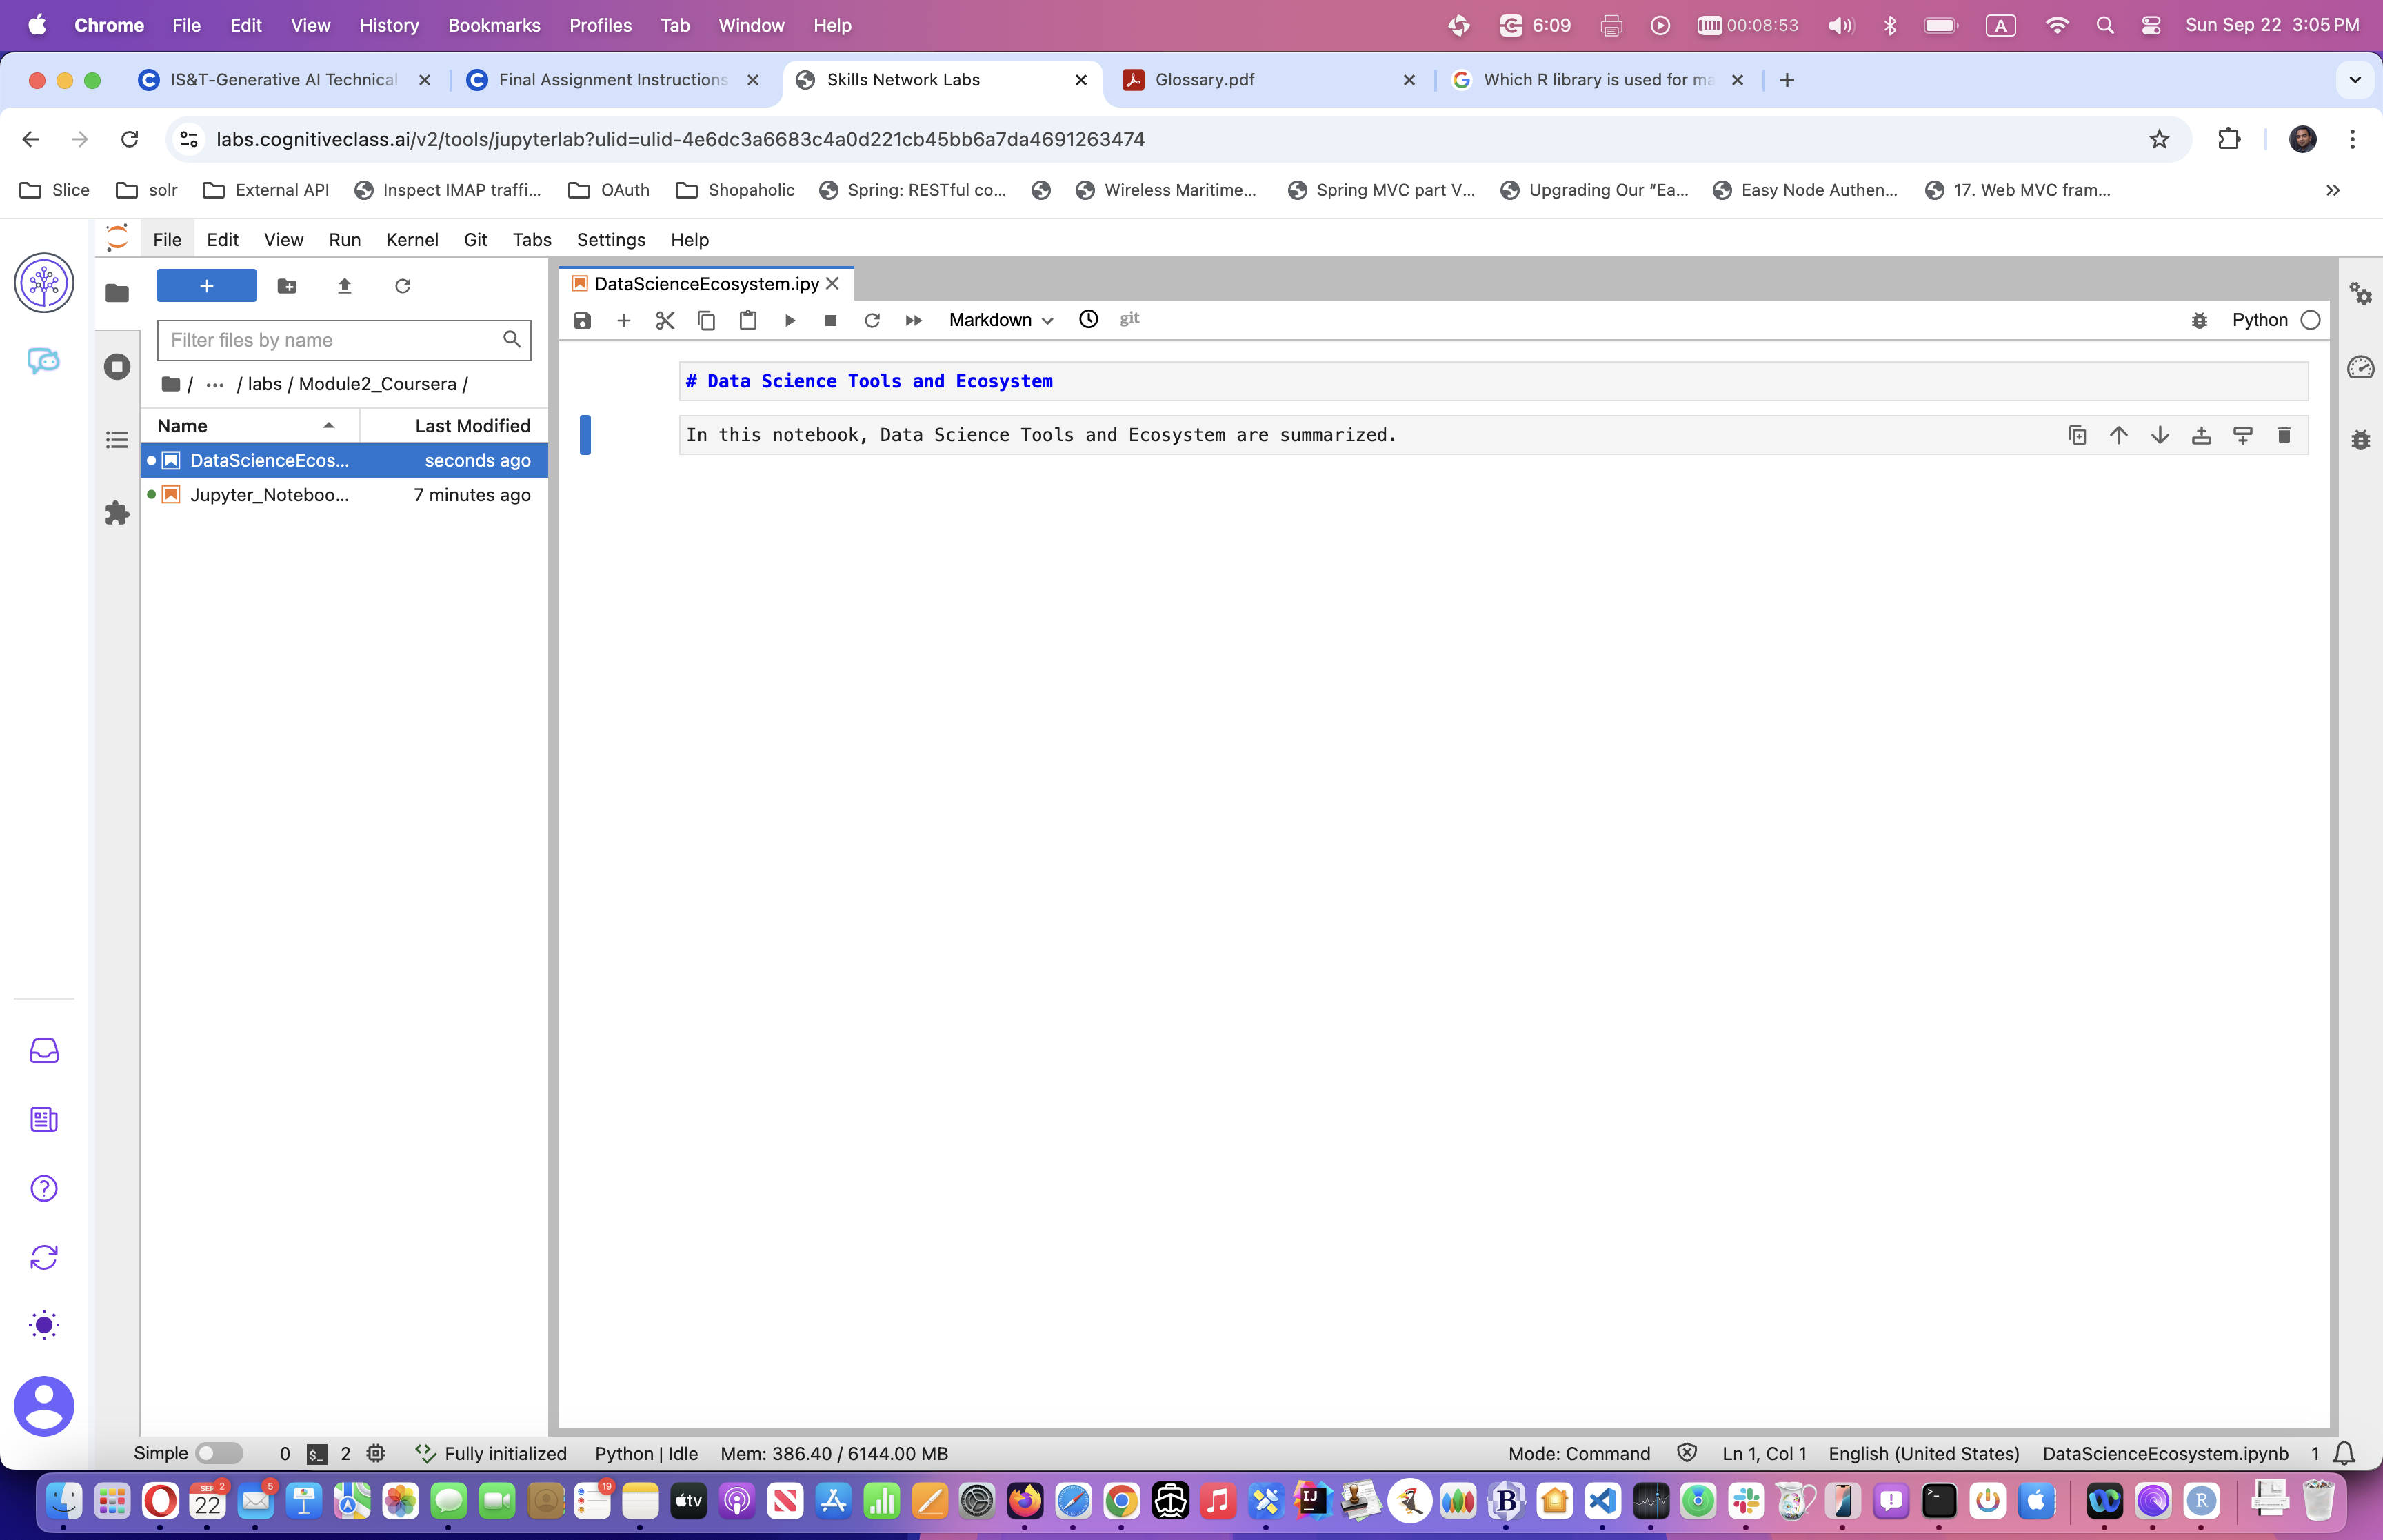 Chrome File Edit View History Bookmarks Profiles Tab Window Help 6:09 00:08:53 A Sun Sep 22 3:05 PM
IS&T-Generative AI Technical Final Assignment Instructions Skills Network Labs Glossary.pdf Which R library is used for ma
labs.cognitiveclass.ai/v2/tools/jupyterlab?ulid=ulid-4e6dc3a6683c4a0d221cb45bb6a7da4691263474
Slice solr External API Inspect IMAP traffi... OAuth Shopaholic Spring: RESTful co... Wireless Maritime... Spring MVC part V... Upgrading Our “Ea... Easy Node Authen... 17. Web MVC fram...
File Edit View Run Kernel Git Tabs Settings Help
DataScienceEcosystem.ipy
Markdown git Python
Filter files by name
/ ... / labs / Module2_Coursera /
Name Last Modified
DataScienceEcos... seconds ago
Jupyter_Noteboo... 7 minutes ago
# Data Science Tools and Ecosystem
In this notebook, Data Science Tools and Ecosystem are summarized.
Simple 0 $_ 2 Fully initialized Python | Idle Mem: 386.40 / 6144.00 MB Mode: Command Ln 1, Col 1 English (United States) DataScienceEcosystem.ipynb 1
SEP 22 2 5 19 tv IJ B R